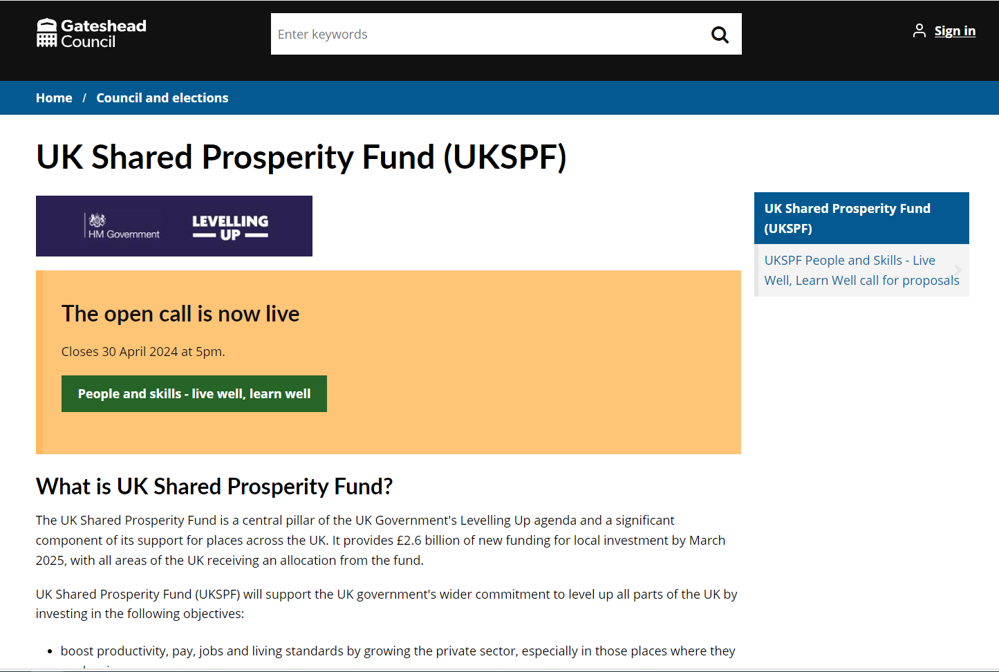 Gateshead
Council
Enter keywords
Sign in
Home / Council and elections
UK Shared Prosperity Fund (UKSPF)
HM Government
LEVELLING
UP
UK Shared Prosperity Fund
(UKSPF)
UKSPF People and Skills - Live
Well, Learn Well call for proposals
The open call is now live
Closes 30 April 2024 at 5pm.
People and skills - live well, learn well
What is UK Shared Prosperity Fund?
The UK Shared Prosperity Fund is a central pillar of the UK Government's Levelling Up agenda and a significant
component of its support for places across the UK. It provides £2.6 billion of new funding for local investment by March
2025, with all areas of the UK receiving an allocation from the fund.
UK Shared Prosperity Fund (UKSPF) will support the UK government's wider commitment to level up all parts of the UK by
investing in the following objectives:
• boost productivity, pay, jobs and living standards by growing the private sector, especially in those places where they